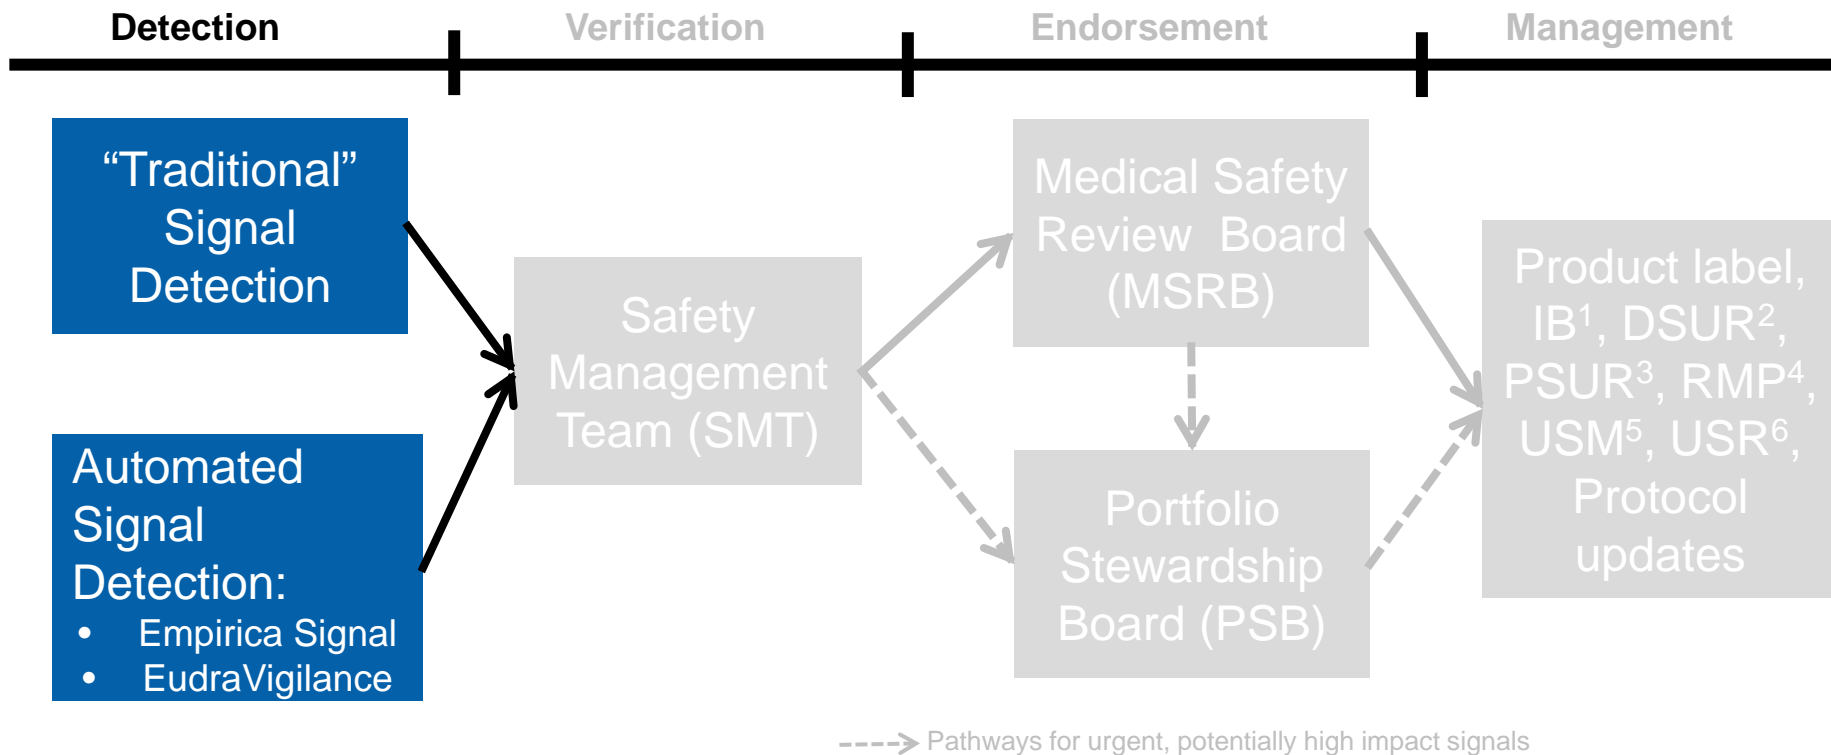 Detection
Verification
Endorsement
Management
“Traditional”
Signal
Detection
Automated
Signal
Detection:
• Empirica Signal
• EudraVigilance
Safety
Management
Team (SMT)
Medical Safety
Review Board
(MSRB)
Portfolio
Stewardship
Board (PSB)
Product label,
IB¹, DSUR²,
PSUR³, RMP⁴,
USM⁵, USR⁶,
Protocol
updates
Pathways for urgent, potentially high impact signals